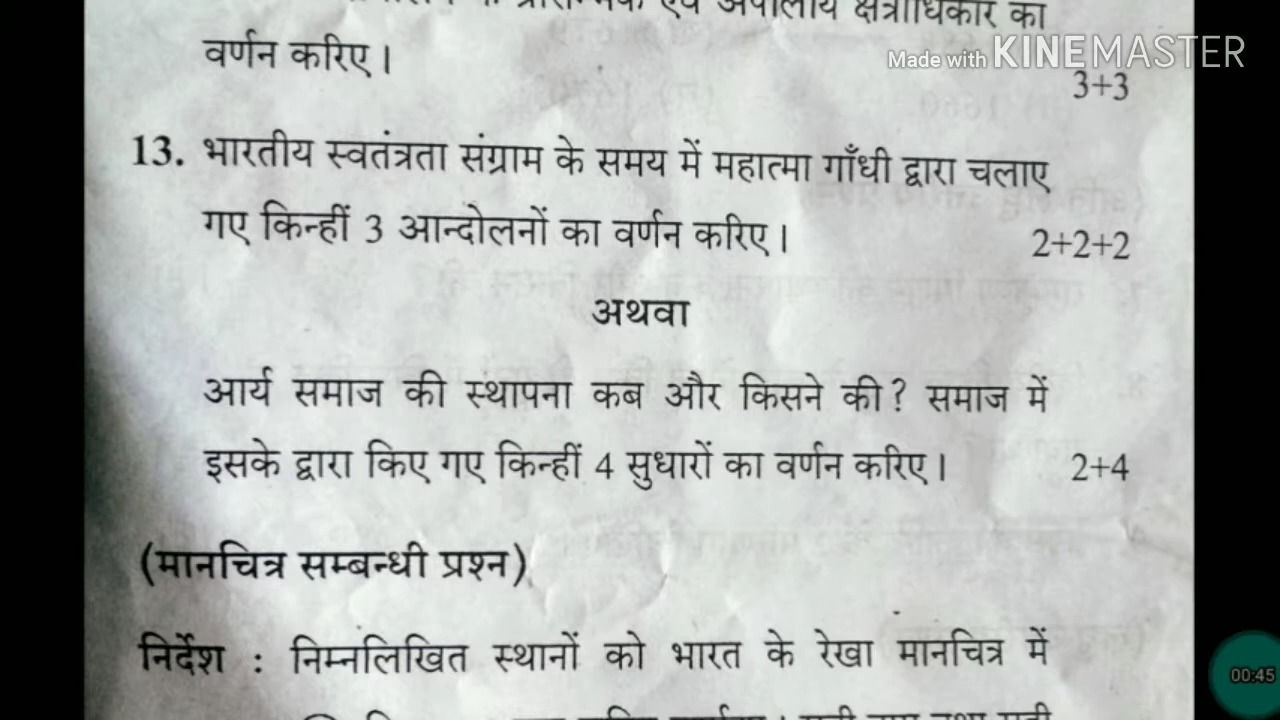 एवं क्षेत्राधिकार का
वर्णन करिए।
Made with KINEMASTER
3+3
13. भारतीय स्वतंत्रता संग्राम के समय में महात्मा गाँधी द्वारा चलाए
गए किन्हीं 3 आन्दोलनों का वर्णन करिए।
2+2+2
अथवा
आर्य समाज की स्थापना कब और किसने की? समाज में
इसके द्वारा किए गए किन्हीं 4 सुधारों का वर्णन करिए।
2+4
(मानचित्र सम्बन्धी प्रश्न)
निर्देश : निम्नलिखित स्थानों को भारत के रेखा मानचित्र में
00:45